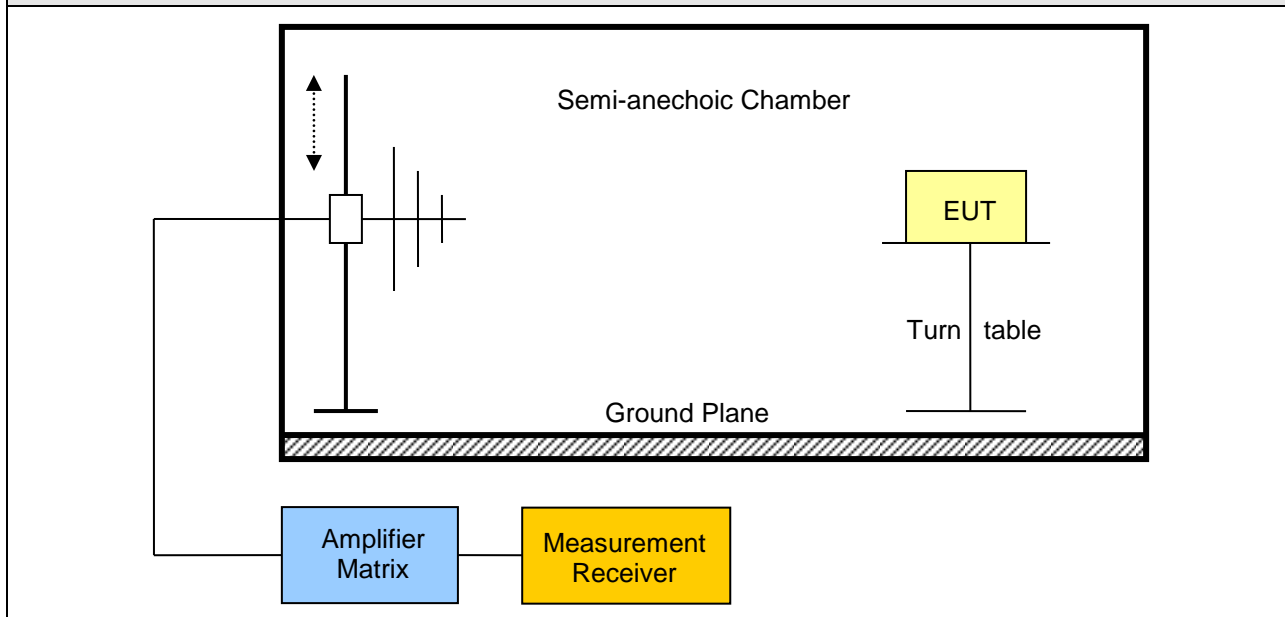 Semi-anechoic Chamber
EUT
Turn table
Ground Plane
Amplifier
Matrix
Measurement
Receiver